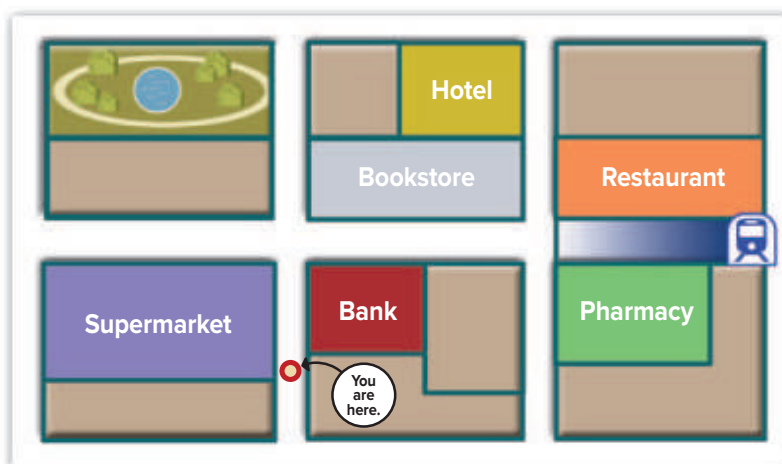 Hotel
Bookstore
Restaurant
Supermarket
Bank
Pharmacy
You
are
here.